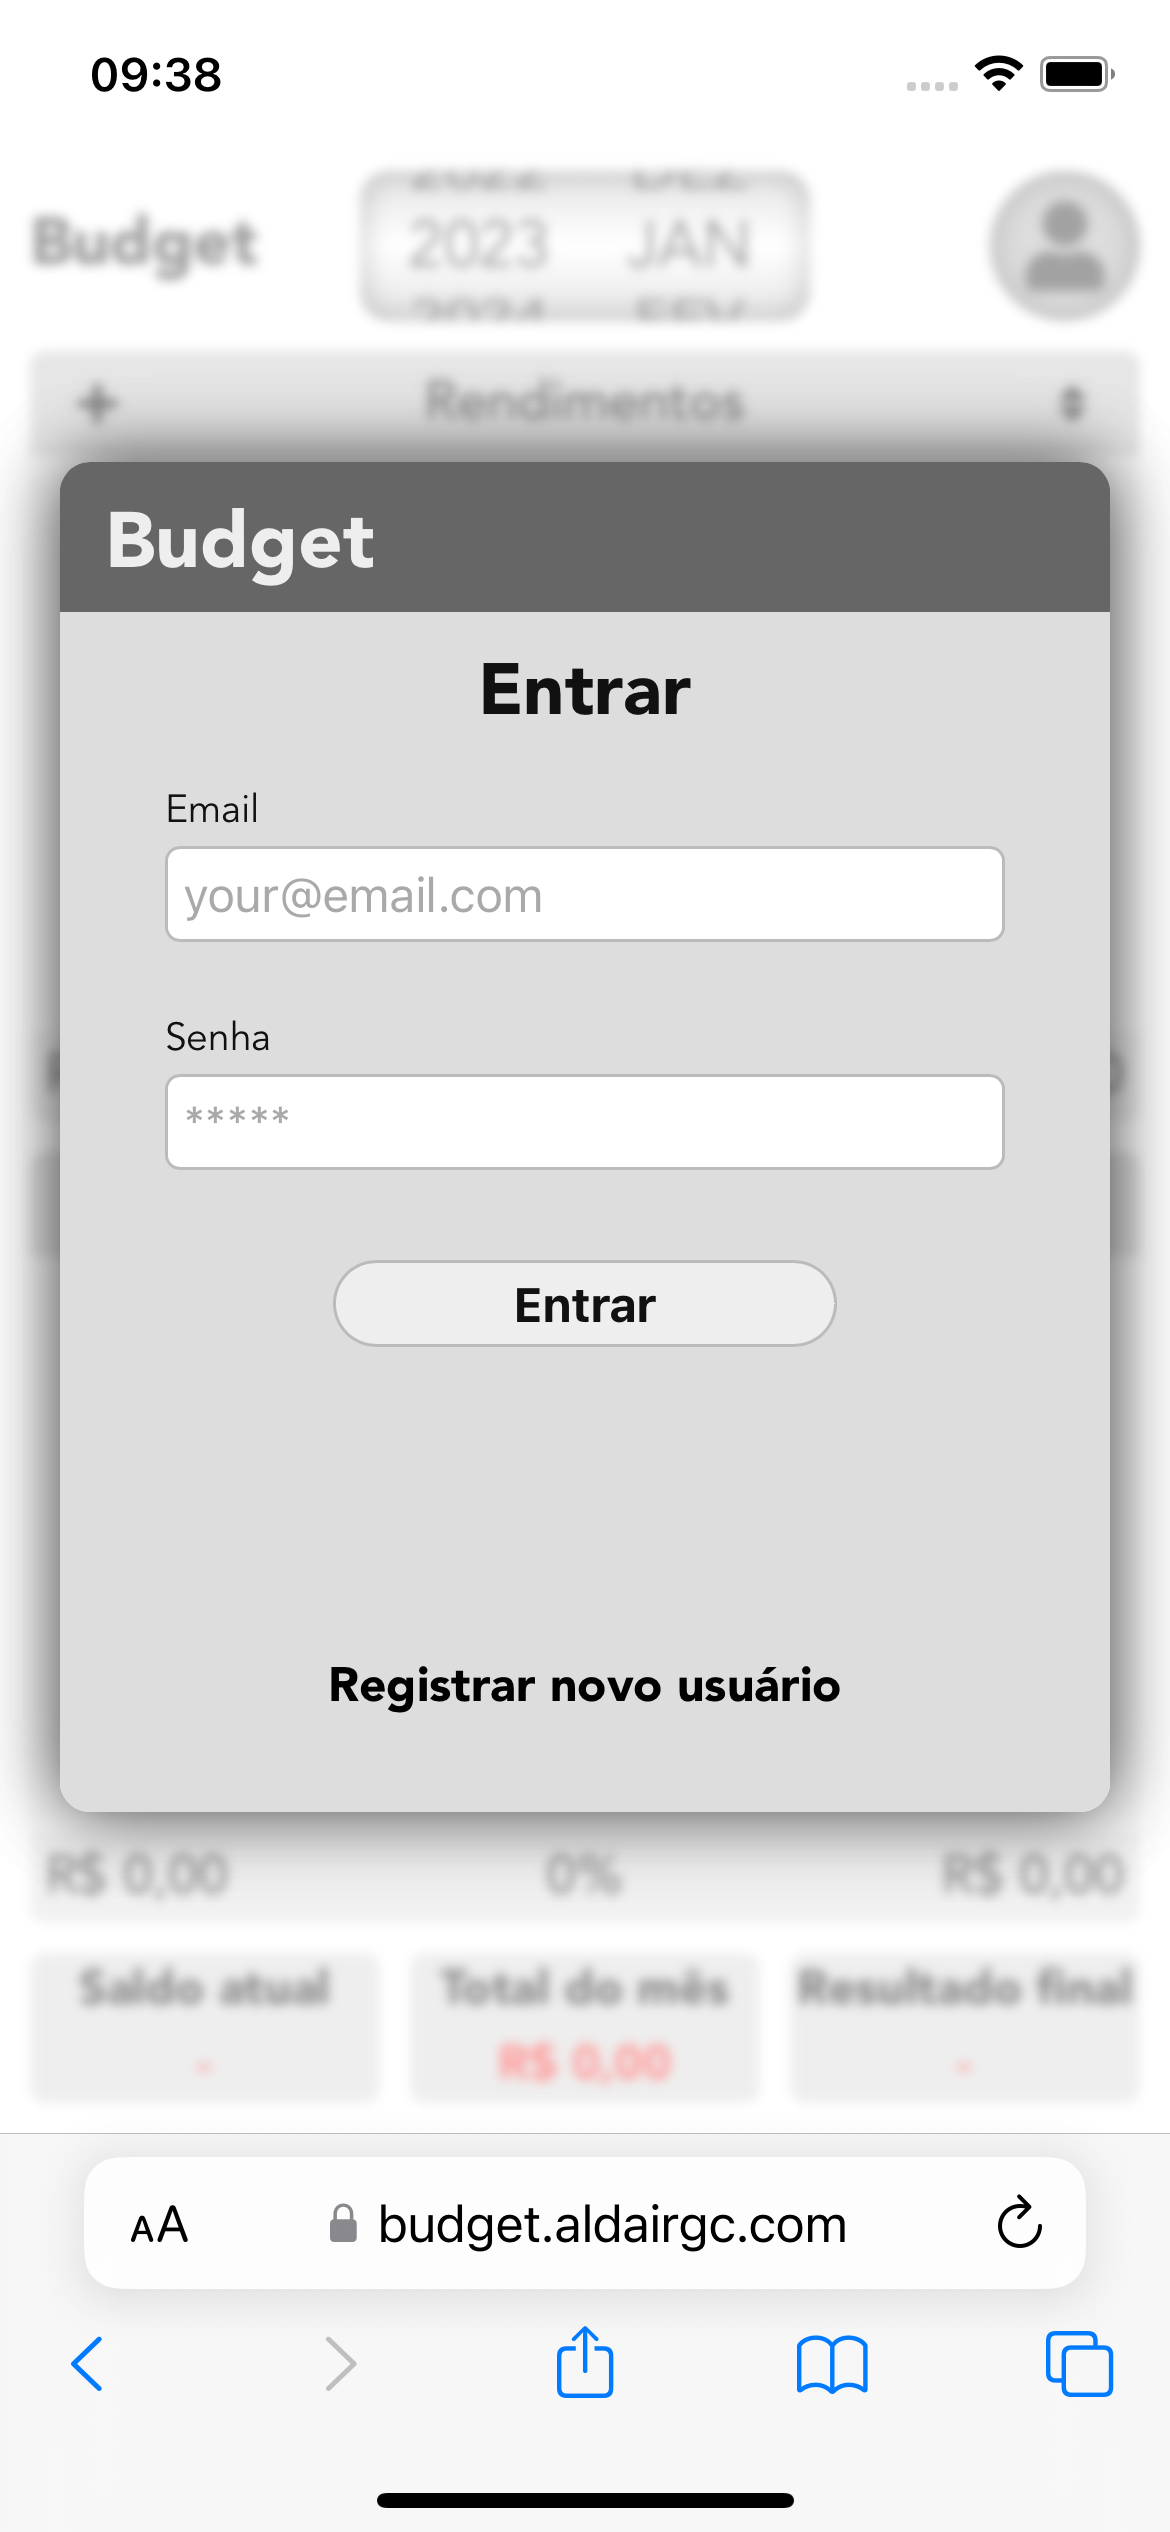 09:38
Budget
2023 JAN
Rendimentos
Budget
Entrar
Email
your@email.com
Senha
*****
Entrar
Registrar novo usuário
R$ 0,00 0% R$ 0,00
Saldo atual Total do mês Resultado final
- R$ 0,00 -
AA budget.aldairgc.com